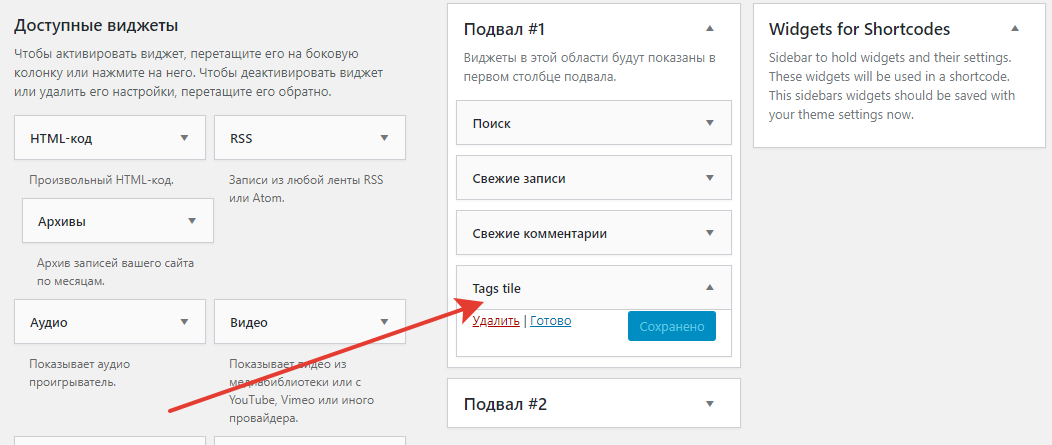 Доступные виджеты
Чтобы активировать виджет, перетащите его на боковую
колонку или нажмите на него. Чтобы деактивировать виджет
или удалить его настройки, перетащите его обратно.
HTML-код
RSS
Произвольный HTML-код.
Записи из любой ленты RSS
или Atom.
Архивы
Архив записей вашего сайта
по месяцам.
Аудио
Видео
Показывает аудио
проигрыватель.
Показывает видео из
медиабиблиотеки или с
YouTube, Vimeo или иного
провайдера.
Подвал #1
Виджеты в этой области будут показаны в
первом столбце подвала.
Поиск
Свежие записи
Свежие комментарии
Tags tile
Удалить | Готово
Сохранено
Подвал #2
Widgets for Shortcodes
Sidebar to hold widgets and their settings.
These widgets will be used in a shortcode.
This sidebars widgets should be saved with
your theme settings now.